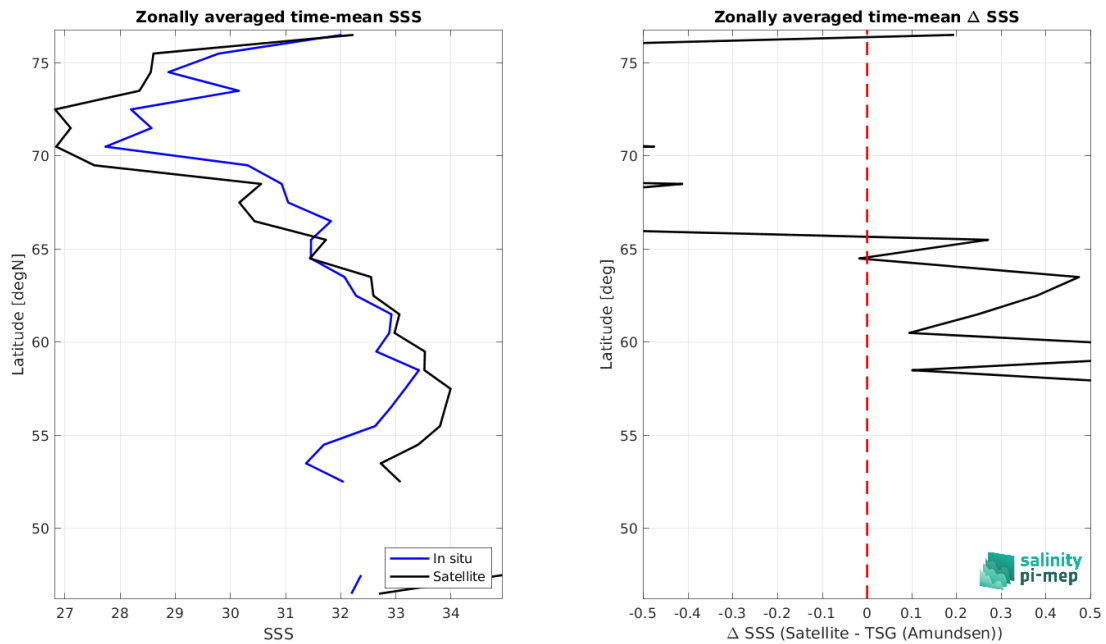 Zonally averaged time-mean SSS
75
70
65
60
55
50
Latitude [degN]
27 28 29 30 31 32 33 34
SSS
In situ
Satellite
Zonally averaged time-mean Δ SSS
75
70
65
60
55
50
Latitude [deg]
-0.5 -0.4 -0.3 -0.2 -0.1 0 0.1 0.2 0.3 0.4 0.5
Δ SSS (Satellite - TSG (Amundsen))
salinity
pi-mep